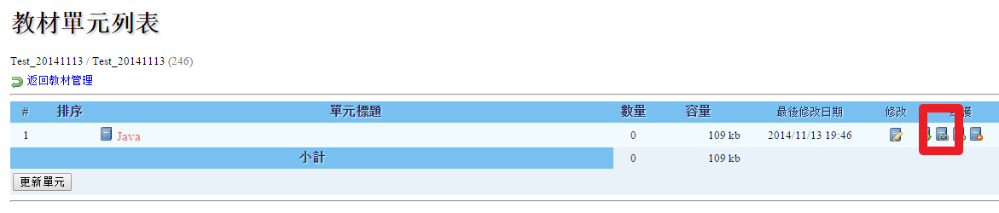 教材單元列表
Test_20141113 / Test_20141113 (246)
返回教材管理
# 排序 單元標題 數量 容量 最後修改日期 修改 護
1 Java 0 109 kb 2014/11/13 19:46
小計 0 109 kb
更新單元